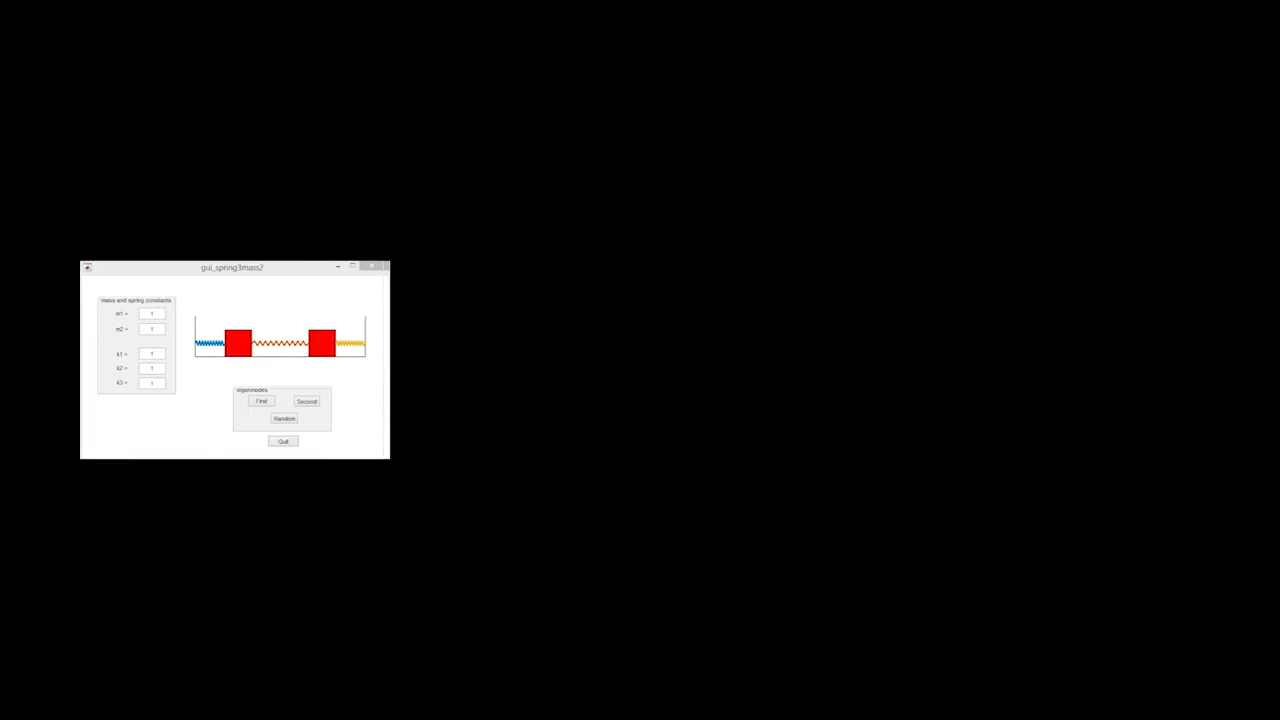 gui_spring3mass2
mass and spring constants
m1 = 1
m2 = 1
k1 = 1
k2 = 1
k3 = 1
eigenmodes
First Second
Random
Quit